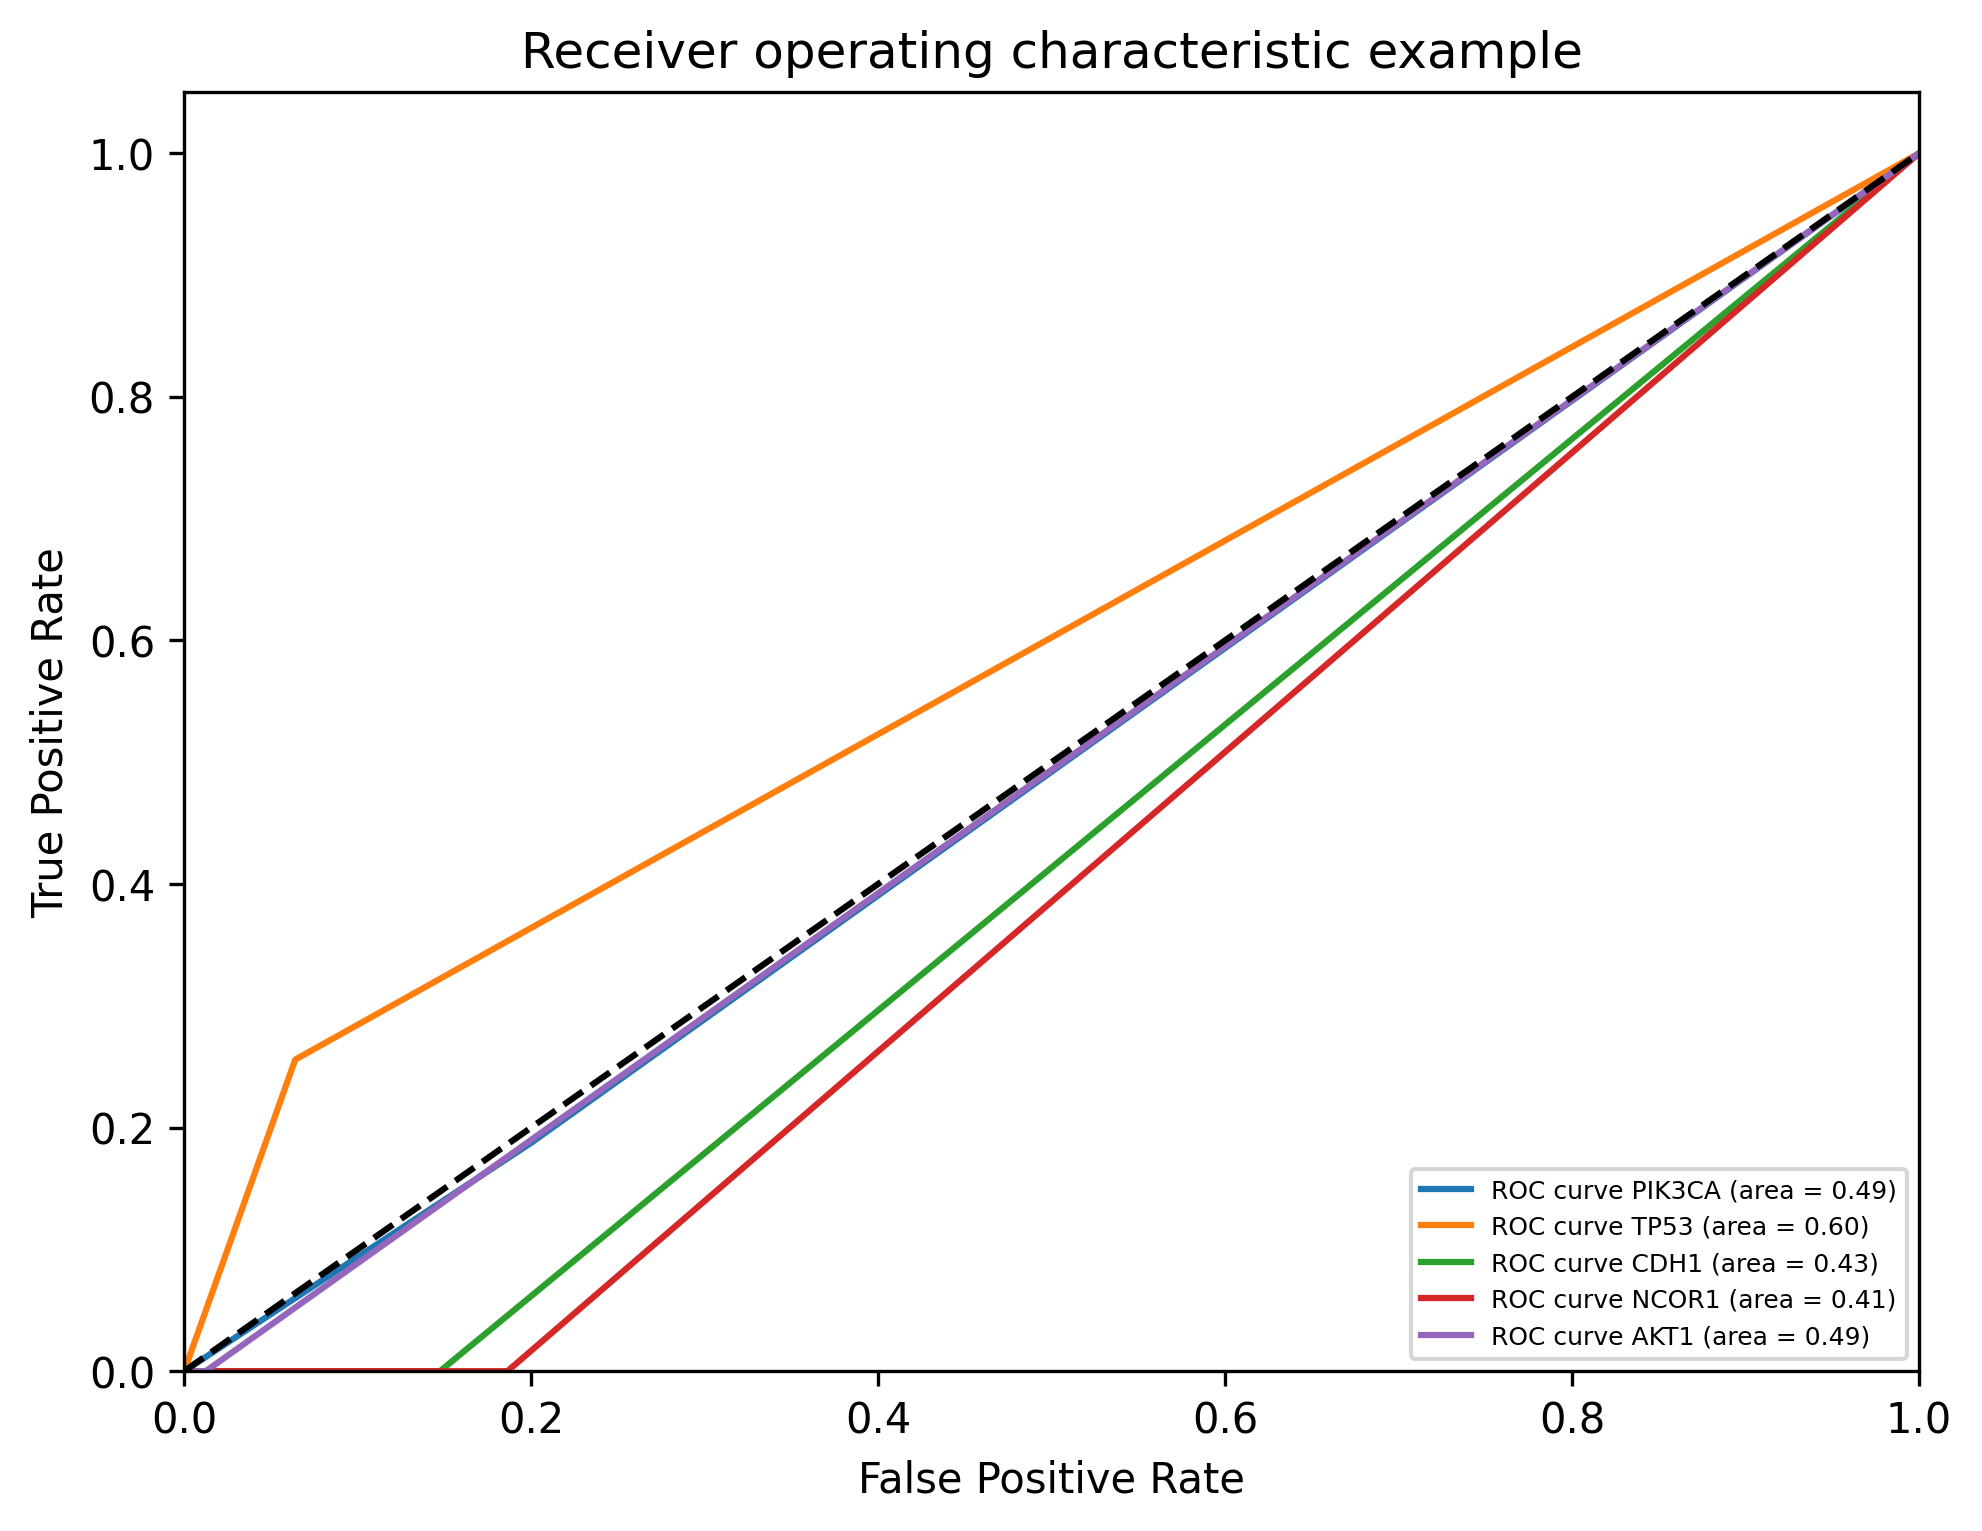 Receiver operating characteristic example
1.0
0.8
0.6
0.4
0.2
0.0
True Positive Rate
0.0 0.2 0.4 0.6 0.8 1.0
False Positive Rate
ROC curve PIK3CA (area = 0.49)
ROC curve TP53 (area = 0.60)
ROC curve CDH1 (area = 0.43)
ROC curve NCOR1 (area = 0.41)
ROC curve AKT1 (area = 0.49)